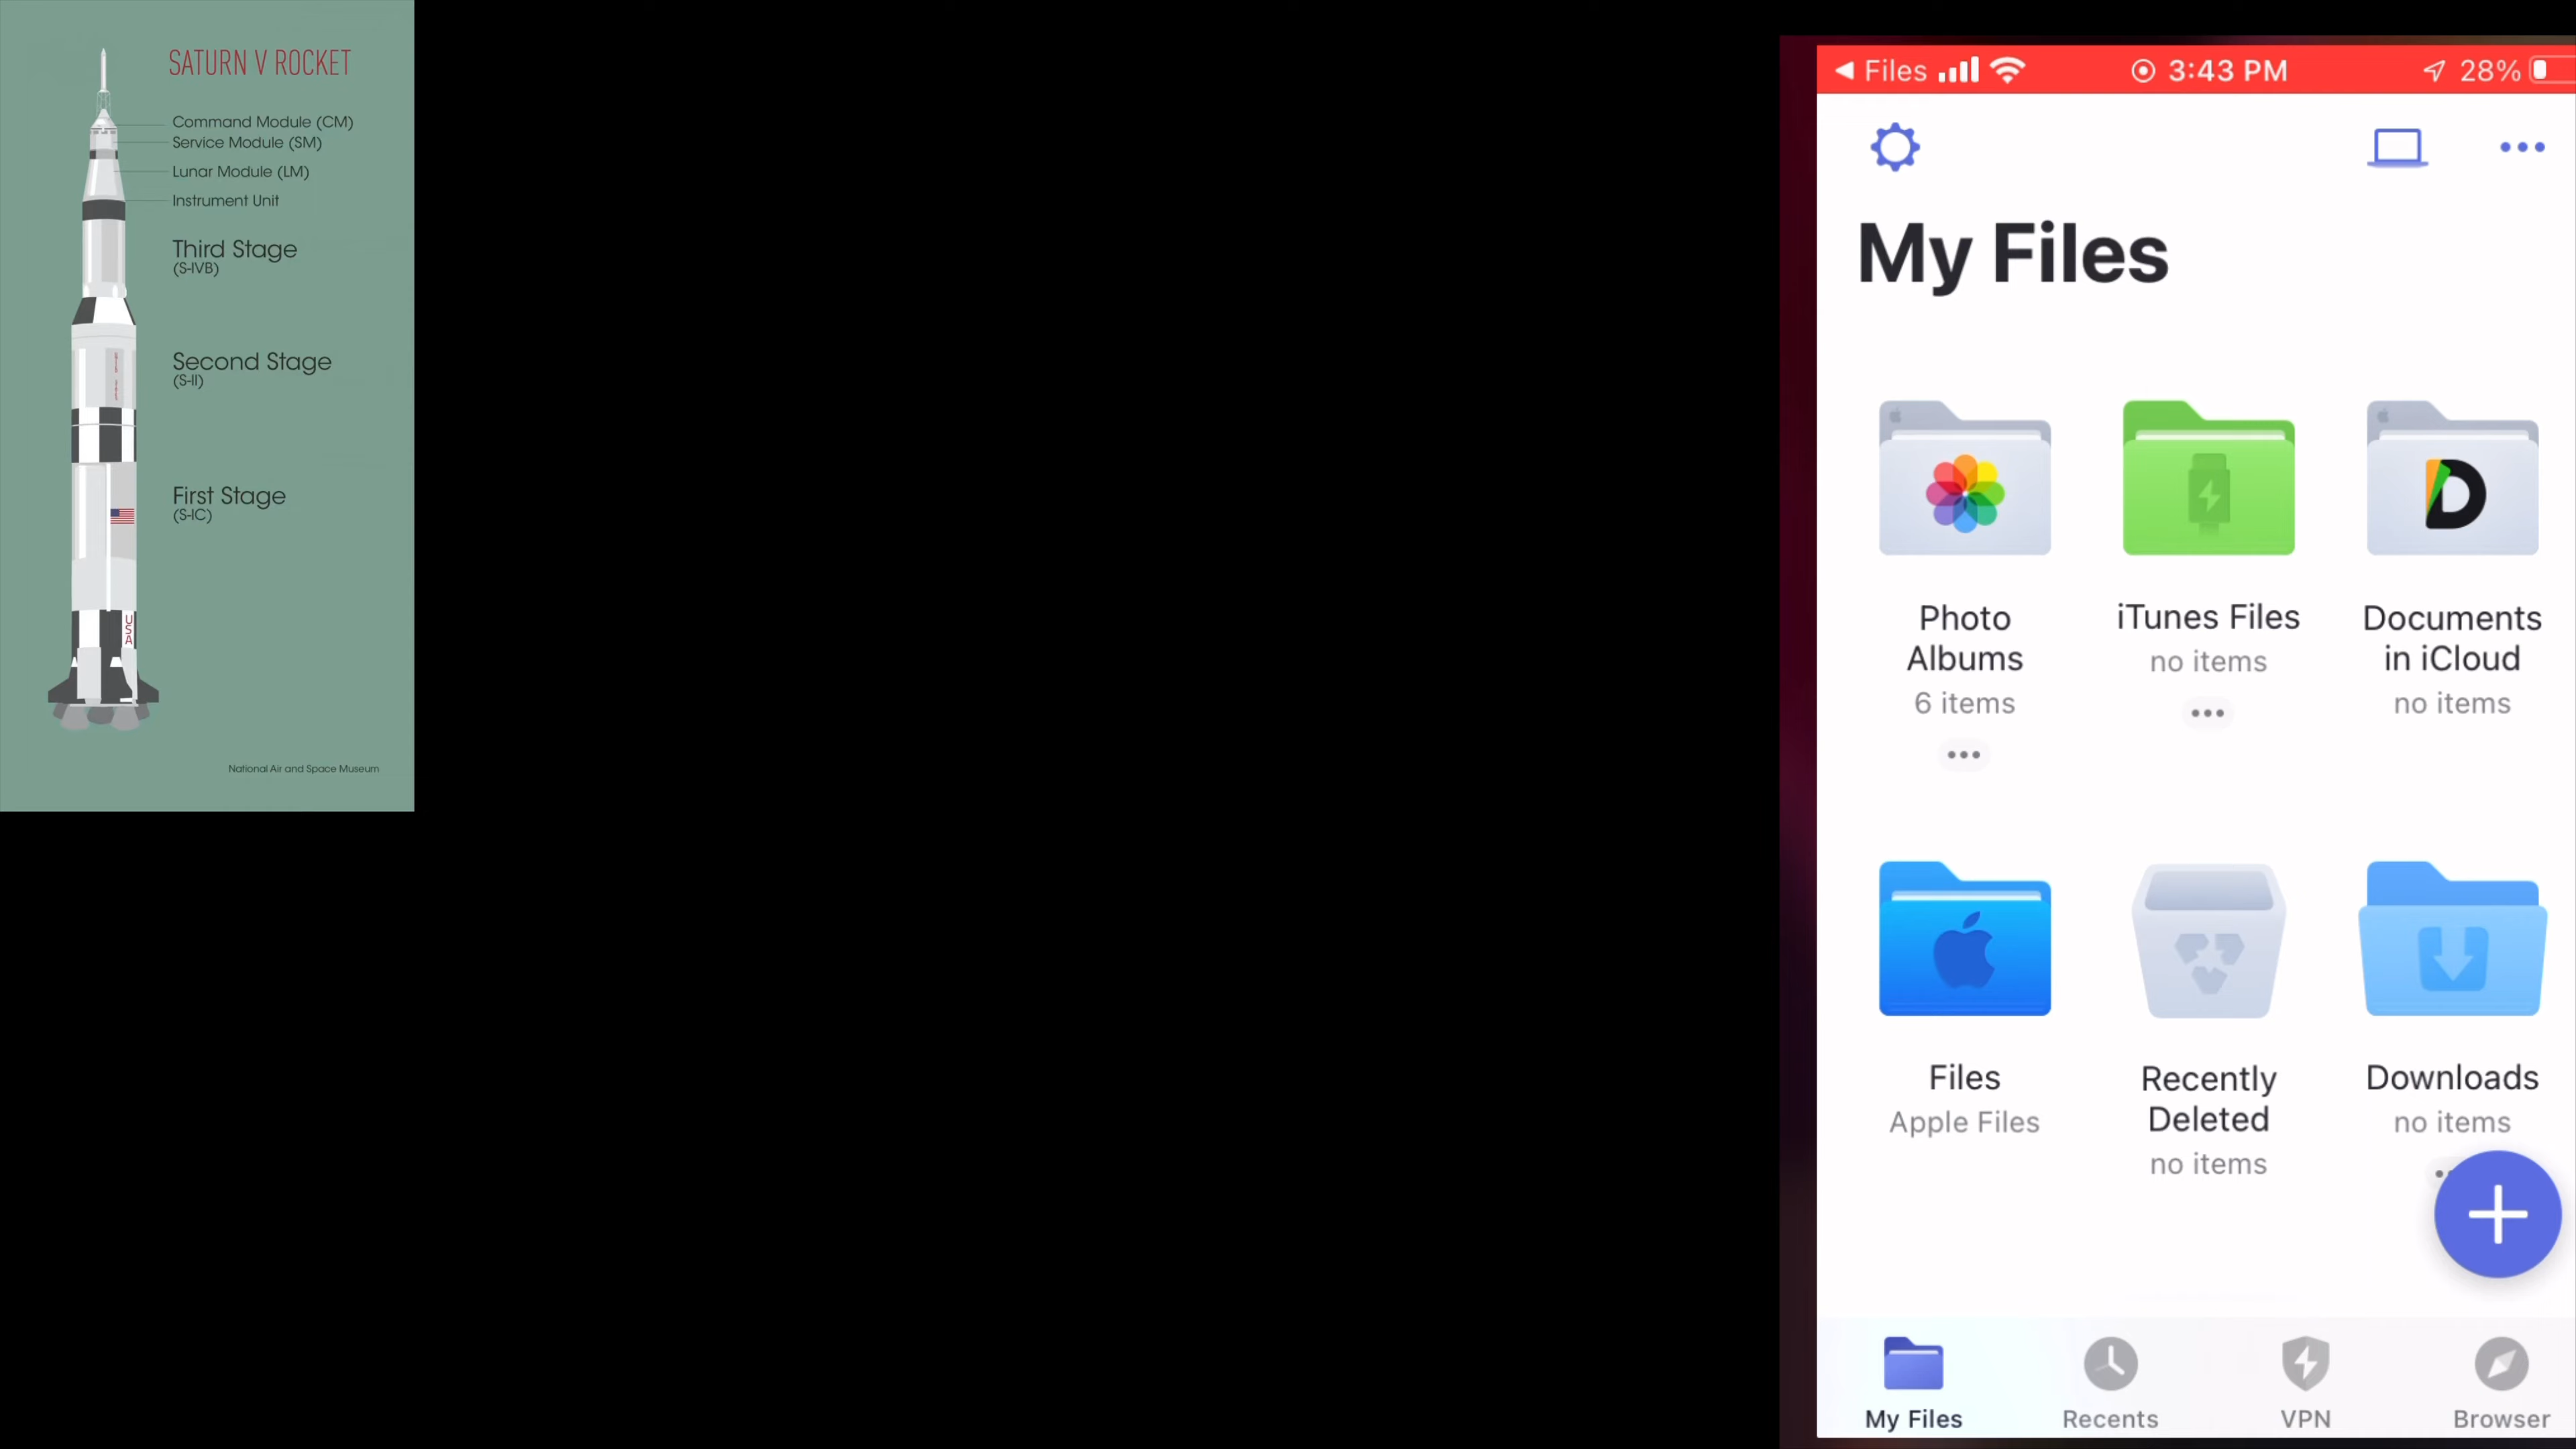 SATURN V ROCKET
Command Module (CM)
Service Module (SM)
Lunar Module (LM)
Instrument Unit
Third Stage
(S-IVB)
Second Stage
(S-II)
First Stage
(S-IC)
USA
National Air and Space Museum
Files
3:43 PM
28%
My Files
Photo Albums
6 items
iTunes Files
no items
Documents in iCloud
no items
Files
Apple Files
Recently Deleted
no items
Downloads
no items
My Files
Recents
VPN
Browser